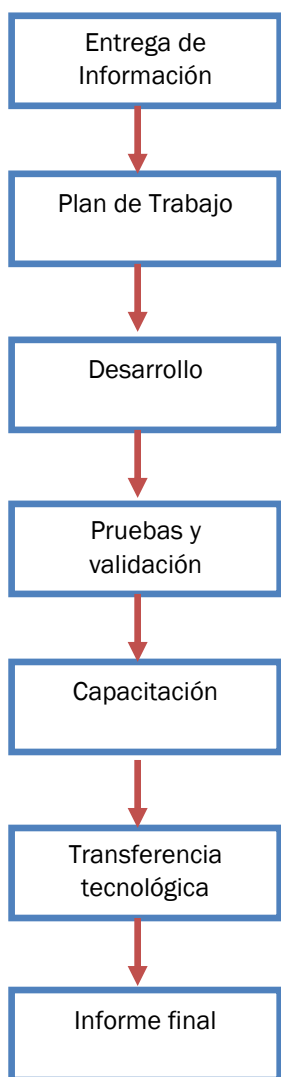 Entrega de
Información
Plan de Trabajo
Desarrollo
Pruebas y
validación
Capacitación
Transferencia
tecnológica
Informe final